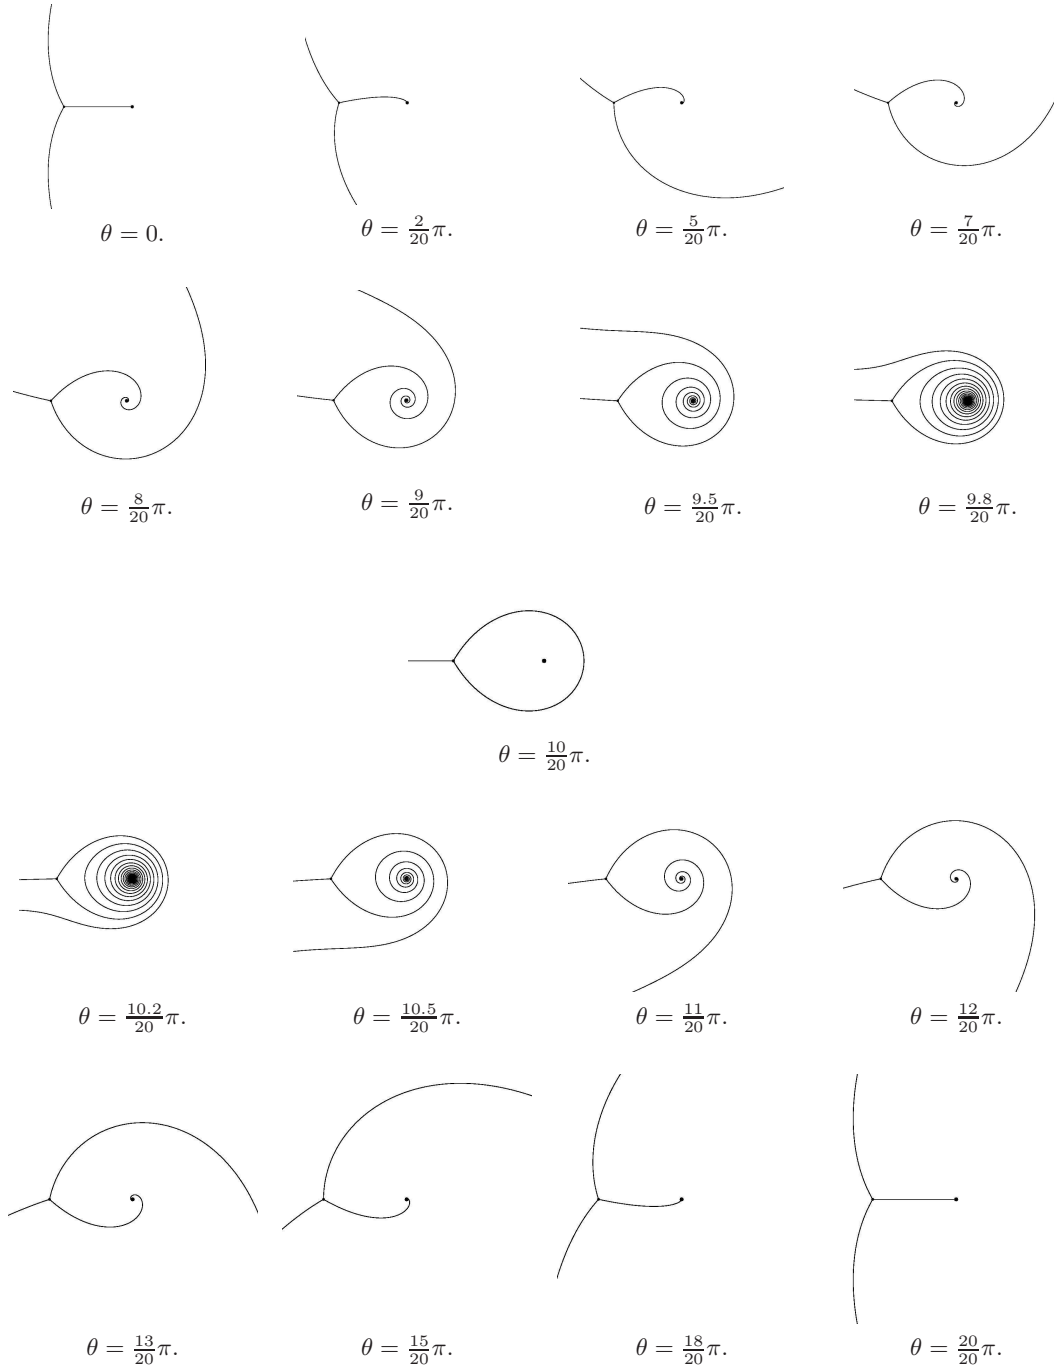 θ = 0. θ = 2/20 π. θ = 5/20 π. θ = 7/20 π.
θ = 8/20 π. θ = 9/20 π. θ = 9.5/20 π. θ = 9.8/20 π.
θ = 10/20 π.
θ = 10.2/20 π. θ = 10.5/20 π. θ = 11/20 π. θ = 12/20 π.
θ = 13/20 π. θ = 15/20 π. θ = 18/20 π. θ = 20/20 π.